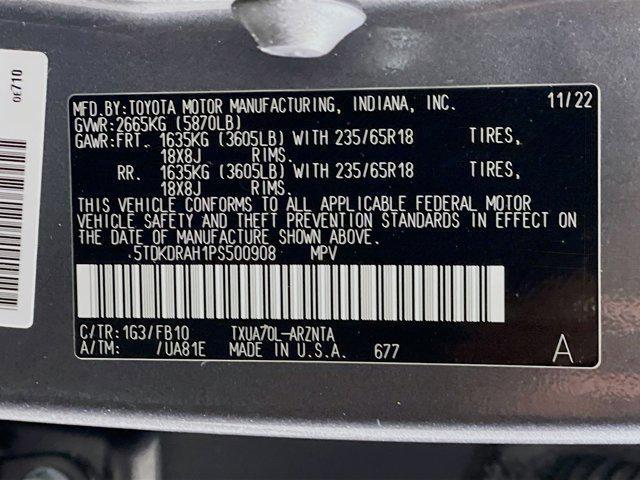 0E710
MFD.BY:TOYOTA MOTOR MANUFACTURING, INDIANA, INC. 11/22
GVWR:2665KG (5870LB)
GAWR:FRT. 1635KG (3605LB) WITH 235/65R18 TIRES,
18X8J RIMS.
RR. 1635KG (3605LB) WITH 235/65R18 TIRES,
18X8J RIMS.
THIS VEHICLE CONFORMS TO ALL APPLICABLE FEDERAL MOTOR
VEHICLE SAFETY AND THEFT PREVENTION STANDARDS IN EFFECT ON
THE DATE OF MANUFACTURE SHOWN ABOVE.
5TDKDRAH1PS500908 MPV
C/TR:1G3/FB10 TXUA70L-ARZNTA
A/TM: /UA81E MADE IN U.S.A. 677 A